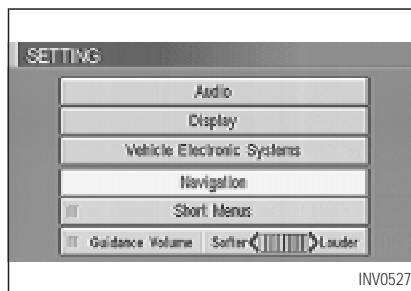 SETTING
Audio
Display
Vehicle Electronic Systems
Navigation
Short Menus
Guidance Volume Softer Louder
INV0527